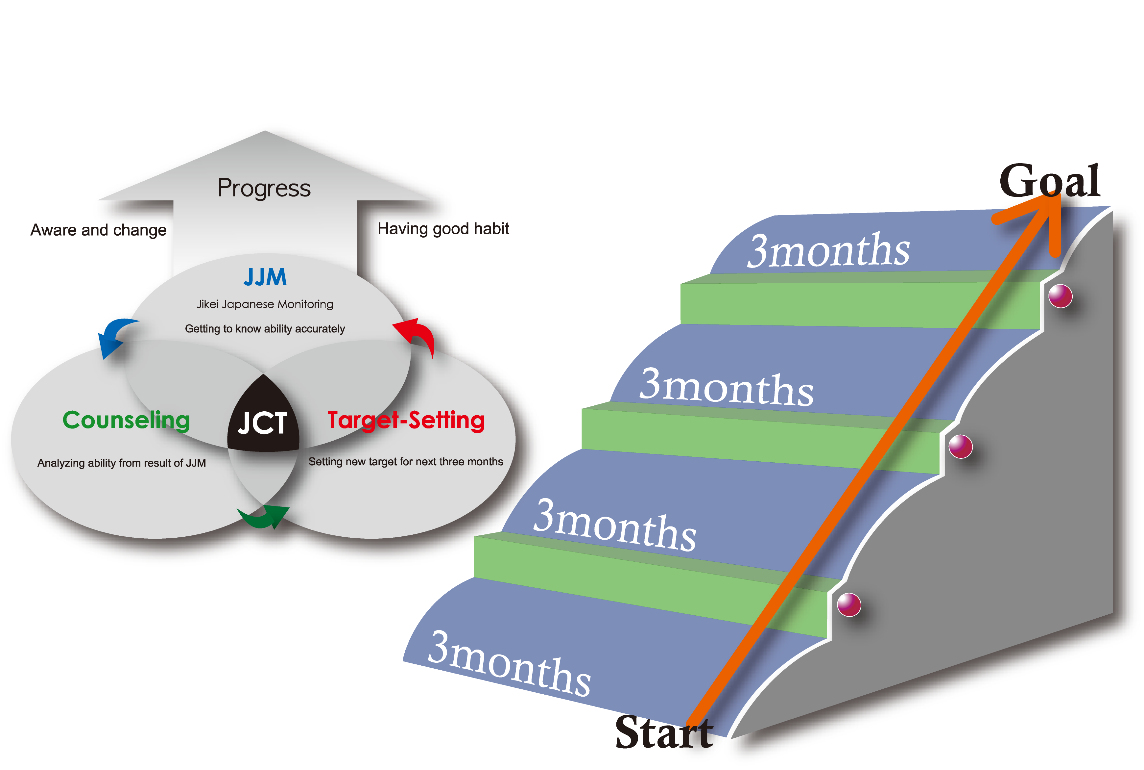 Progress
Aware and change
Having good habit
JJM
Jikei Japanese Monitoring
Getting to know ability accurately
Counseling
JCT
Target-Setting
Analyzing ability from result of JJM
Setting new target for next three months
Goal
3months
3months
3months
3months
Start